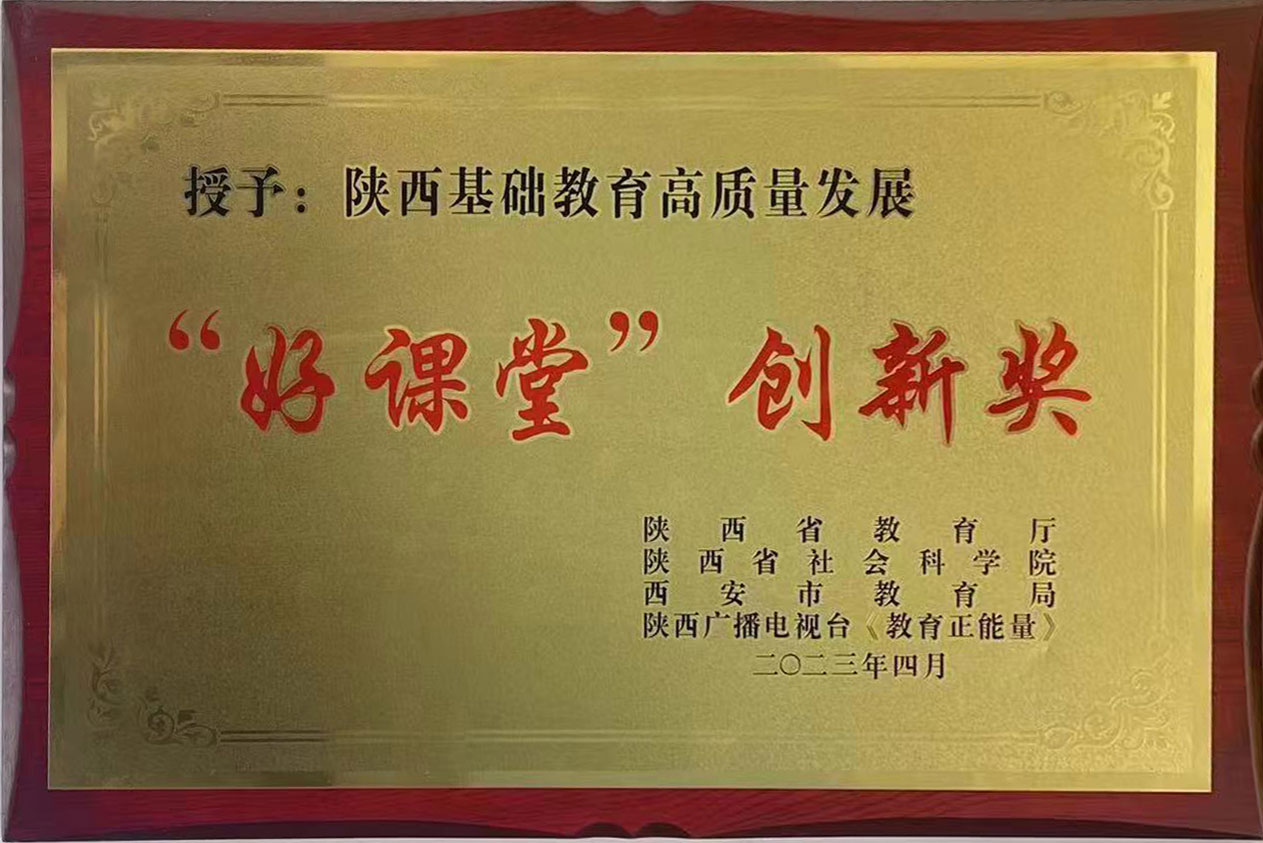 授予：陕西基础教育高质量发展
“好课堂”创新奖
陕西省教育厅
陕西省社会科学院
西安市教育局
陕西广播电视台《教育正能量》
二〇二三年四月